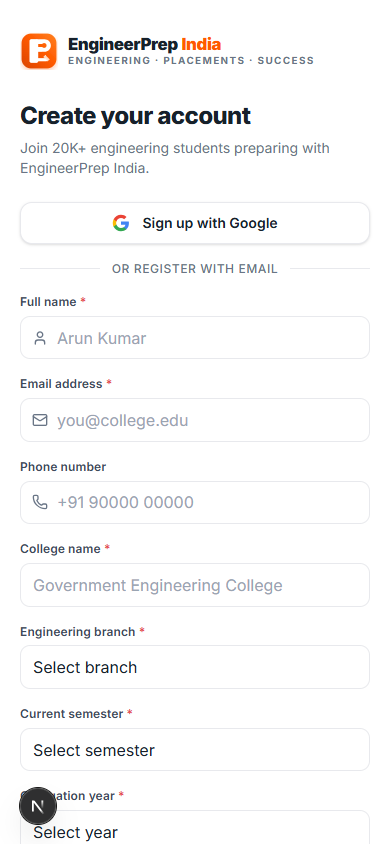 EngineerPrep India
ENGINEERING · PLACEMENTS · SUCCESS
Create your account
Join 20K+ engineering students preparing with
EngineerPrep India.
Sign up with Google
OR REGISTER WITH EMAIL
Full name *
Arun Kumar
Email address *
you@college.edu
Phone number
+91 90000 00000
College name *
Government Engineering College
Engineering branch *
Select branch
Current semester *
Select semester
year *
N
Select year